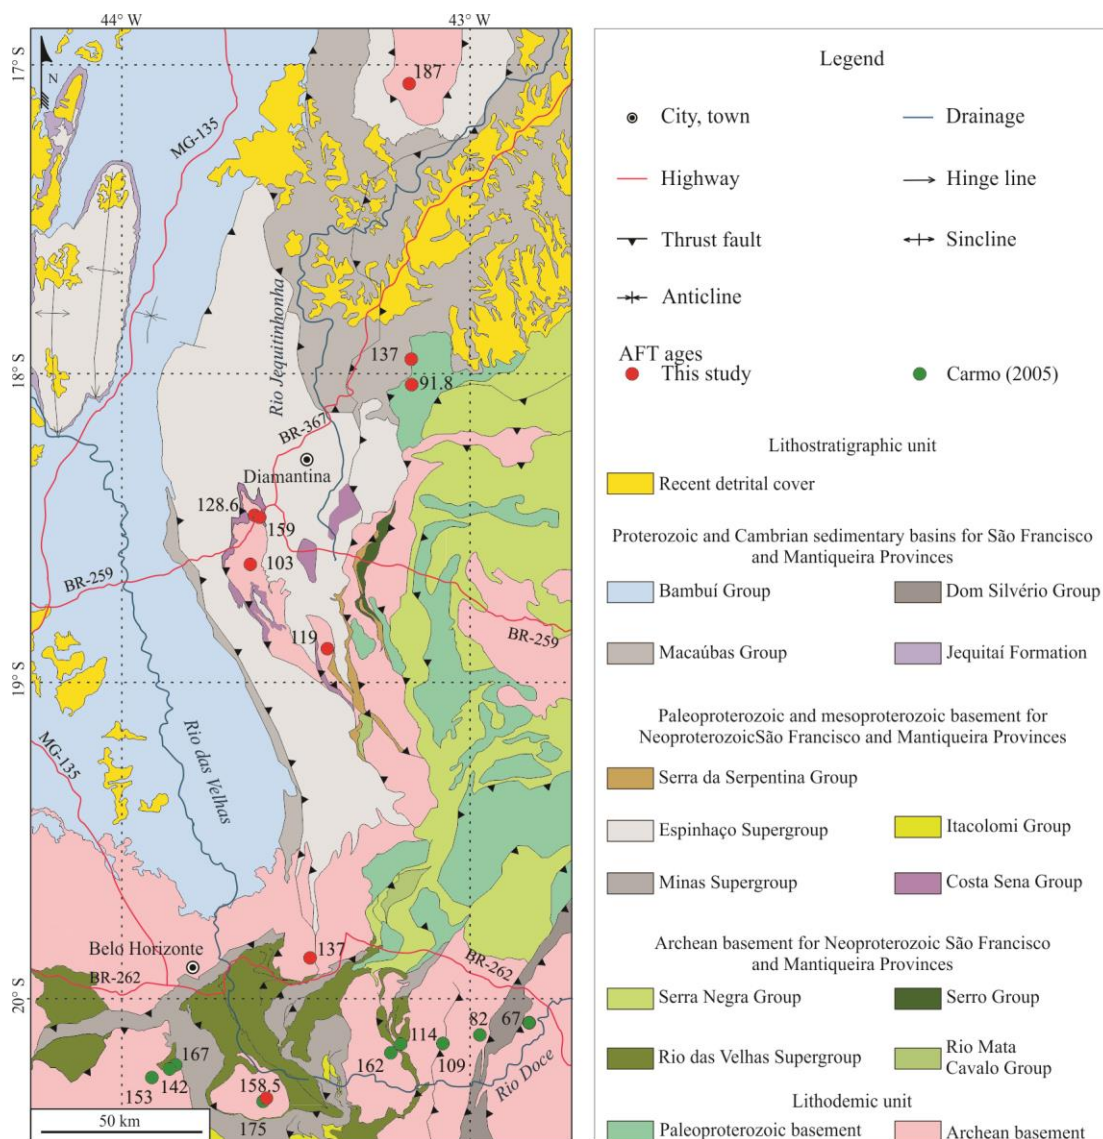 44° W
43° W
17° S
N
187
MG-135
Rio Jequitinhonha
137
18° S
91.8
BR-367
Diamantina
128.6
159
103
BR-259
119
BR-259
19° S
MG-135
Rio das Velhas
Belo Horizonte
137
BR-262
BR-262
20° S
82
67
114
167
162
109
142
153
158.5
Rio Doce
175
50 km
Legend
City, town
Drainage
Highway
Hinge line
Thrust fault
Sincline
Anticline
AFT ages
This study
Carmo (2005)
Lithostratigraphic unit
Recent detrital cover
Proterozoic and Cambrian sedimentary basins for São Francisco
and Mantiqueira Provinces
Bambuí Group
Dom Silvério Group
Macaúbas Group
Jequitaí Formation
Paleoproterozoic and mesoproterozoic basement for
NeoproterozoicSão Francisco and Mantiqueira Provinces
Serra da Serpentina Group
Espinhaço Supergroup
Itacolomi Group
Minas Supergroup
Costa Sena Group
Archean basement for Neoproterozoic São Francisco
and Mantiqueira Provinces
Serra Negra Group
Serro Group
Rio das Velhas Supergroup
Rio Mata
Cavalo Group
Lithodemic unit
Paleoproterozoic basement
Archean basement